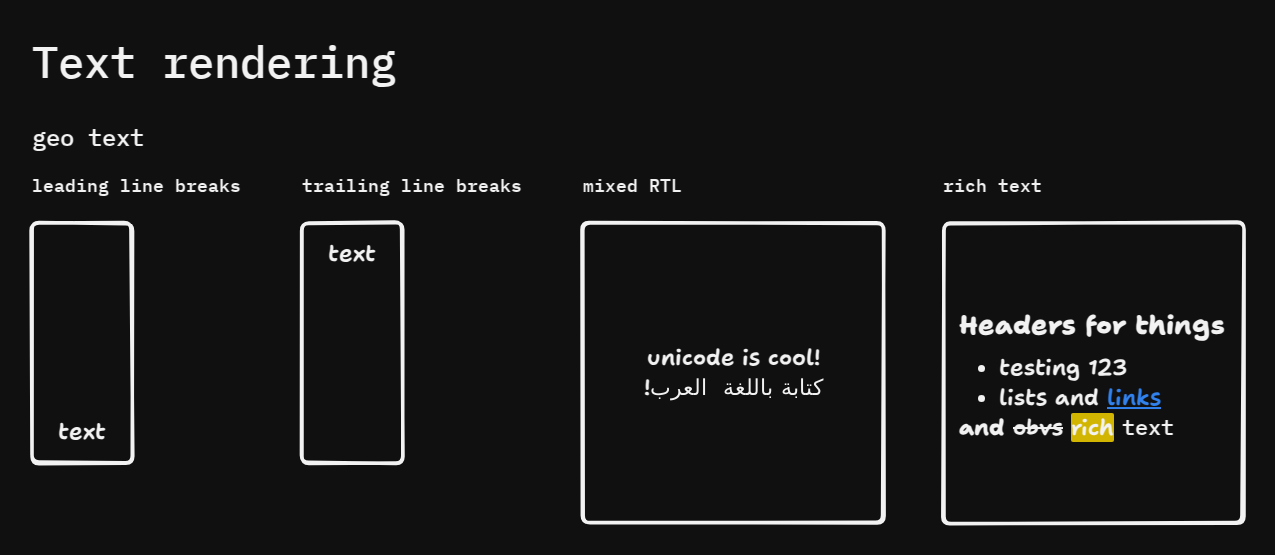 Text rendering
geo text
leading line breaks
text
trailing line breaks
text
mixed RTL
unicode is cool!
كتابة باللغة  العرب!
rich text
Headers for things
• testing 123
• lists and links
and obvs rich text